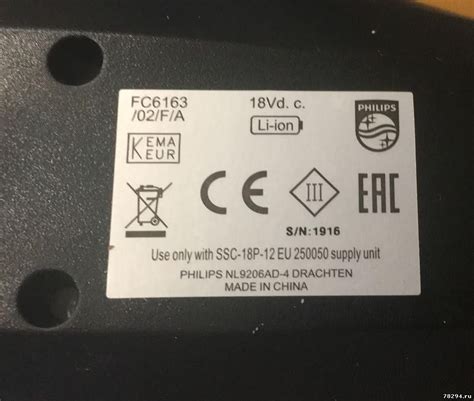 FC6163
/02/F/A
18Vd. c.
Li-ion
PHILIPS
KEMA
KEUR
CE
III
EAC
S/N:1916
Use only with SSC-18P-12 EU 250050 supply unit
PHILIPS NL9206AD-4 DRACHTEN
MADE IN CHINA
78294.ru